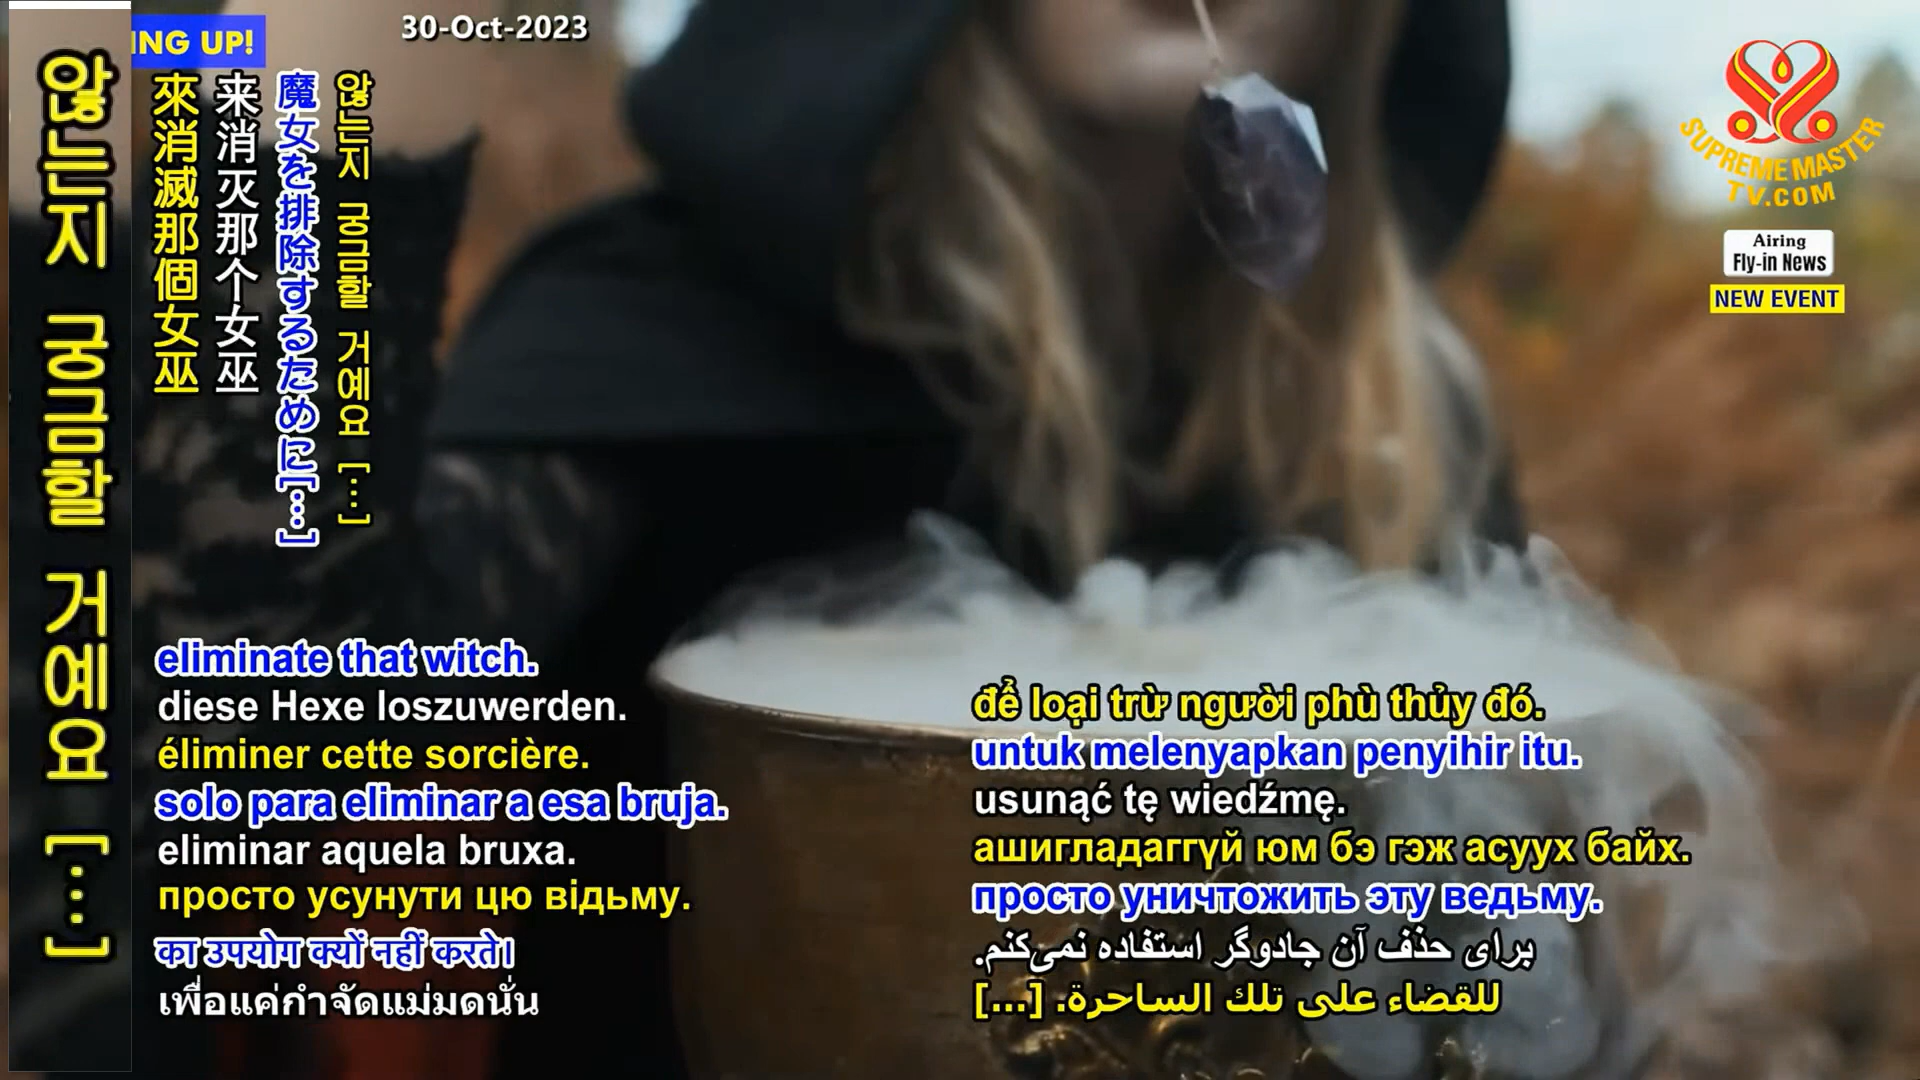 ING UP!
30-Oct-2023
않는지 궁금할 거예요 […]
來消滅那個女巫
来消灭那个女巫
魔女を排除するために[…]
않는지 궁금할 거예요 […]
SUPREME MASTER
TV.COM
Airing
Fly-in News
NEW EVENT
eliminate that witch.
diese Hexe loszuwerden.
éliminer cette sorcière.
solo para eliminar a esa bruja.
eliminar aquela bruxa.
просто усунути цю відьму.
का उपयोग क्यों नहीं करते।
เพื่อแค่กำจัดแม่มดนั่น
để loại trừ người phù thủy đó.
untuk melenyapkan penyihir itu.
usunąć tę wiedźmę.
ашигладаггүй юм бэ гэж асуух байх.
просто уничтожить эту ведьму.
برای حذف آن جادوگر استفاده نمی‌کنم.
للقضاء على تلك الساحرة. […]